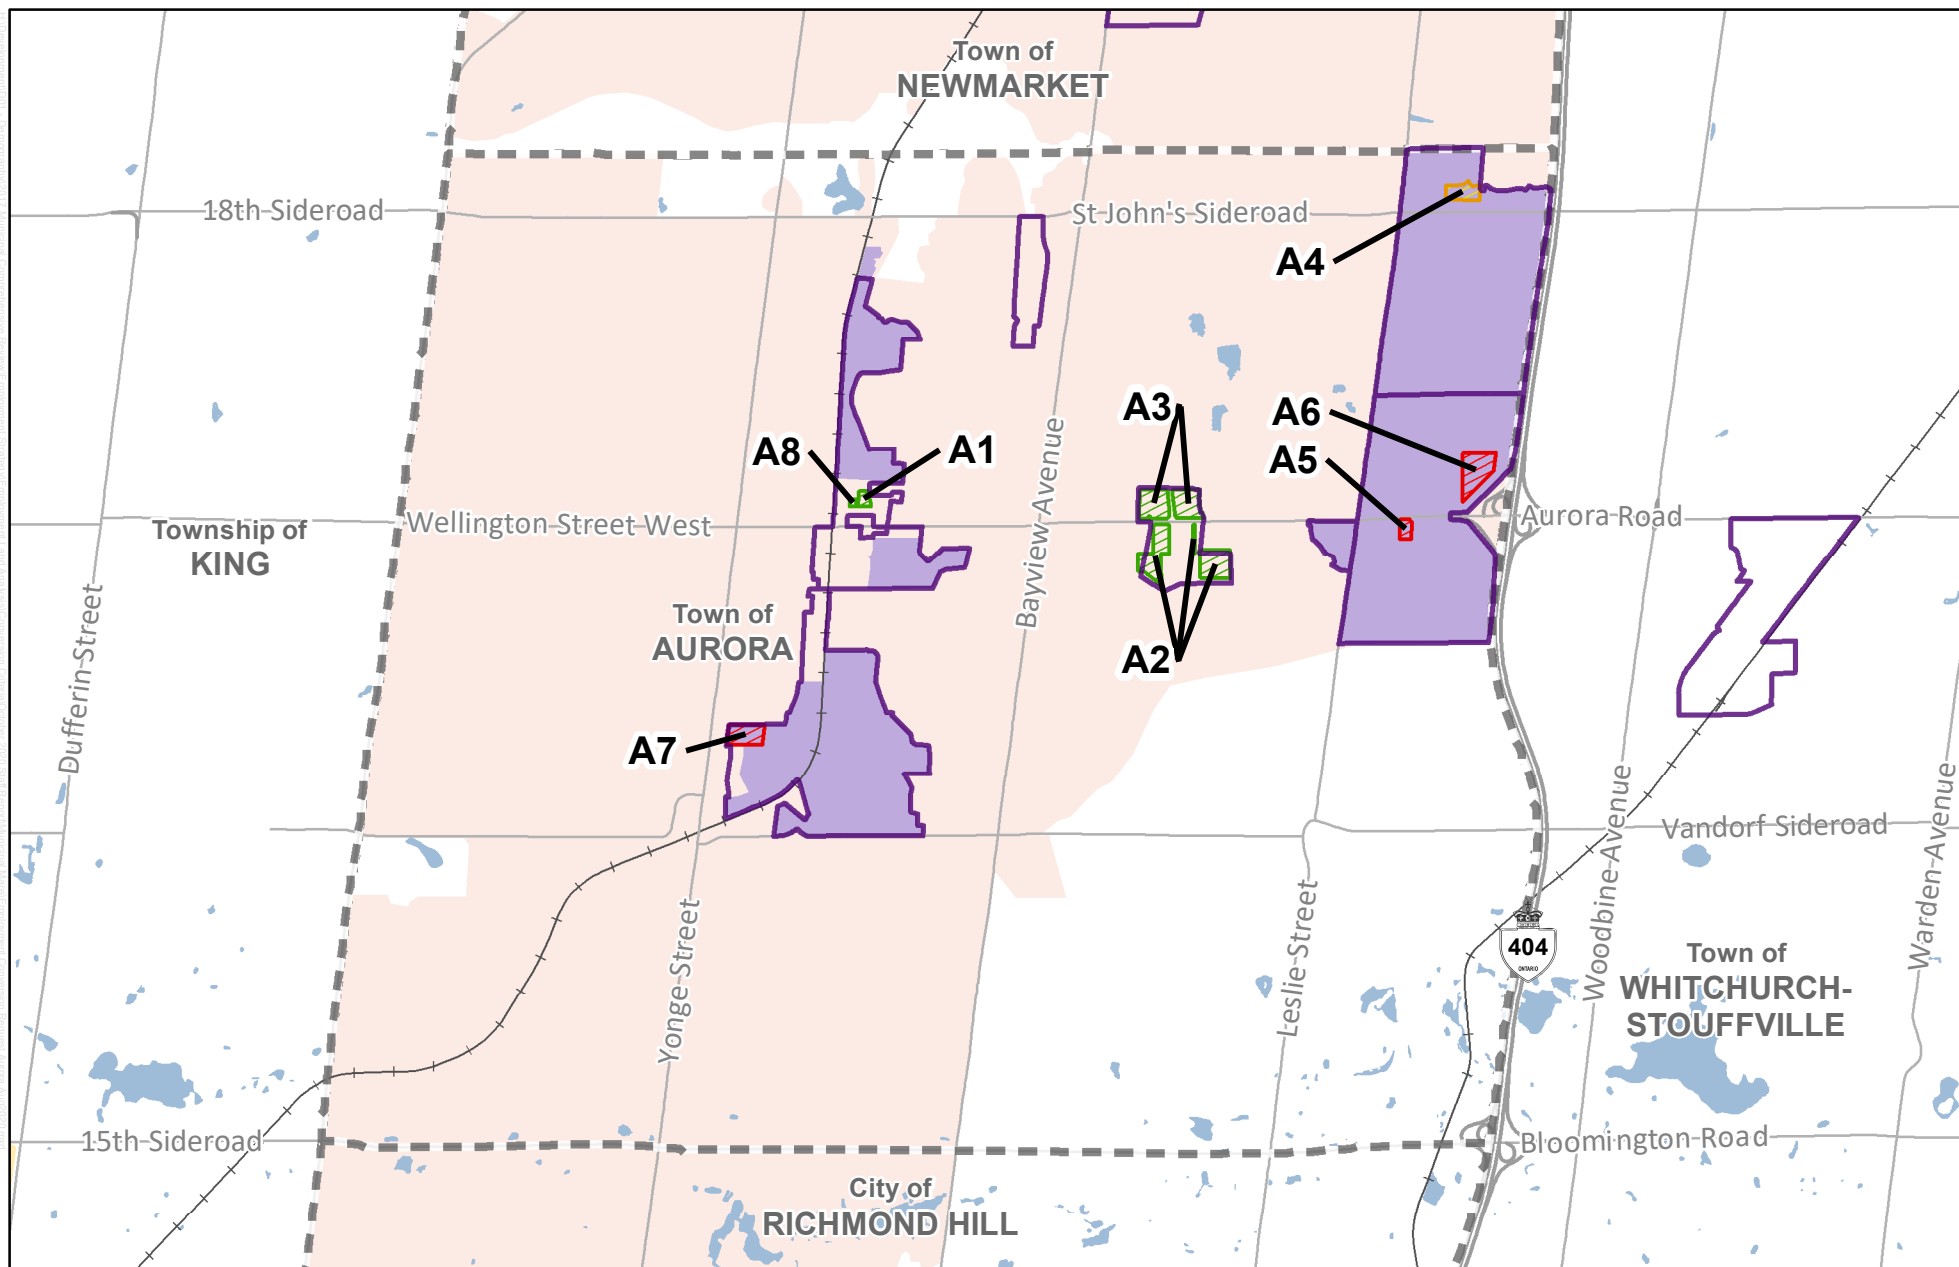 Town of
NEWMARKET
18th Sideroad
St John's Sideroad
A4
A3
A6
A8
A1
A5
Township of
KING
Wellington Street West
Aurora Road
Bayview Avenue
Town of
AURORA
A2
Dufferin Street
A7
Vandorf Sideroad
Yonge Street
Leslie Street
Woodbine Avenue
Warden Avenue
404
ONTARIO
Town of
WHITCHURCH-
STOUFFVILLE
15th Sideroad
Bloomington Road
City of
RICHMOND HILL